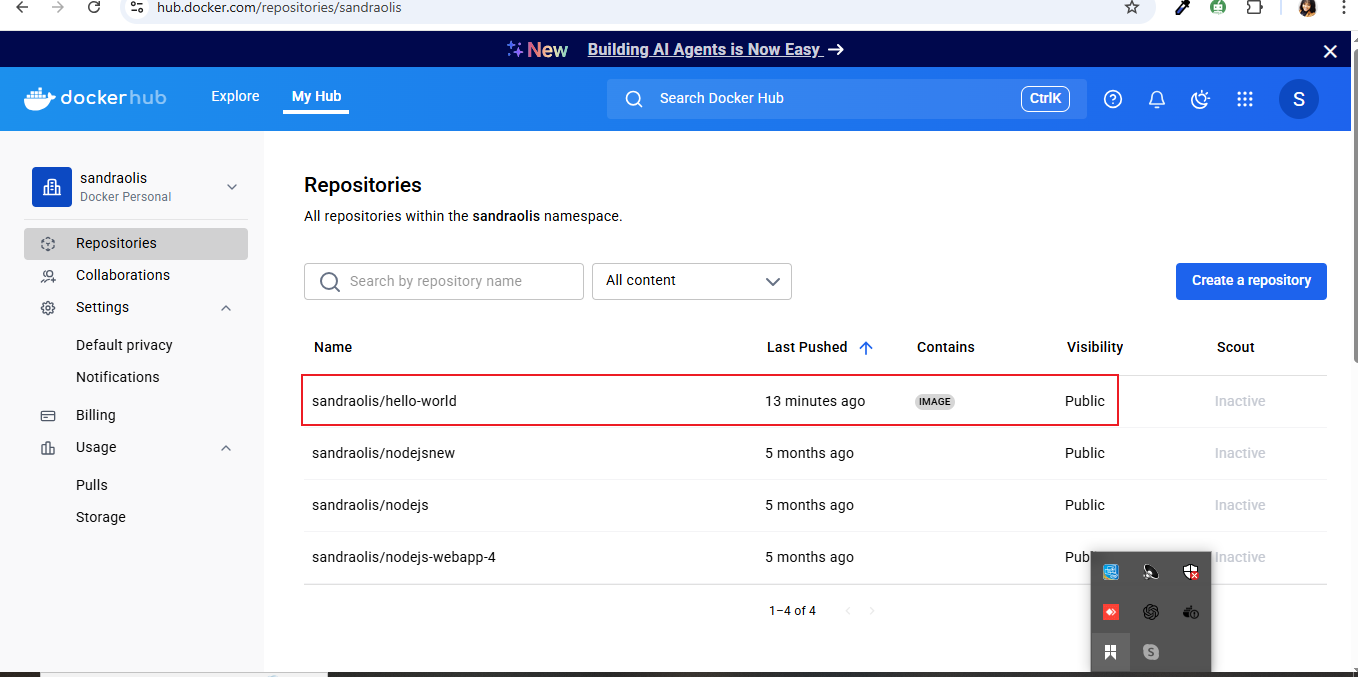 hub.docker.com/repositories/sandraolis
New Building AI Agents is Now Easy →
dockerhub Explore My Hub Search Docker Hub CtrlK S
sandraolis
Docker Personal
Repositories
Collaborations
Settings
Default privacy
Notifications
Billing
Usage
Pulls
Storage
Repositories
All repositories within the sandraolis namespace.
Search by repository name All content Create a repository
Name Last Pushed Contains Visibility Scout
sandraolis/hello-world 13 minutes ago IMAGE Public Inactive
sandraolis/nodejsnew 5 months ago Public Inactive
sandraolis/nodejs 5 months ago Public Inactive
sandraolis/nodejs-webapp-4 5 months ago Inactive
1–4 of 4